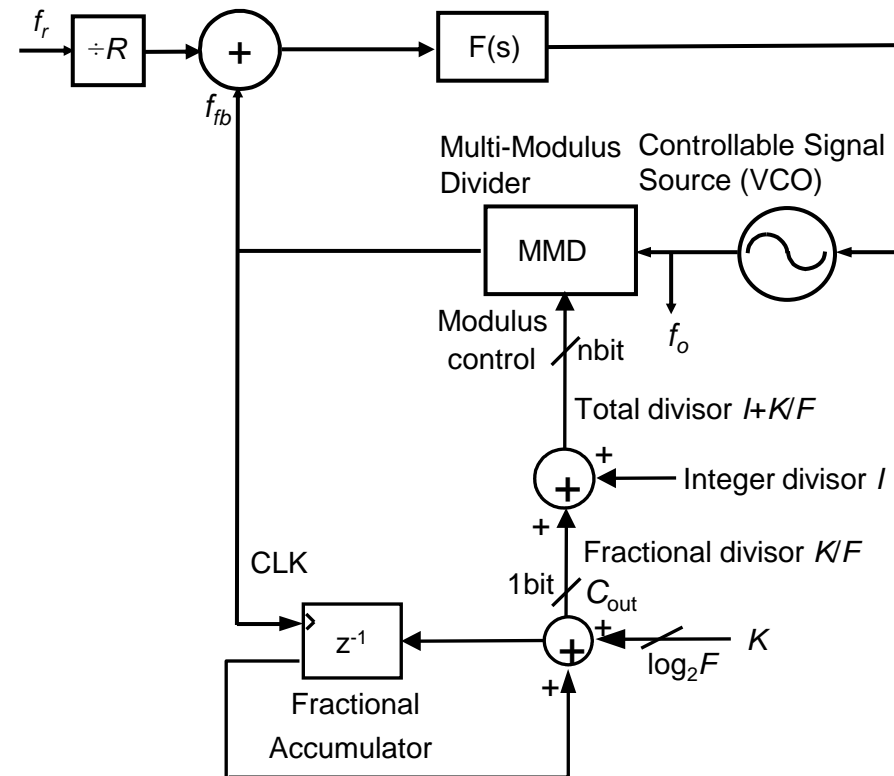 fr
÷R
+
F(s)
ffb
Multi-Modulus
Divider
Controllable Signal
Source (VCO)
MMD
Modulus
control
nbit
fo
Total divisor I+K/F
+
+
+
Integer divisor I
Fractional divisor K/F
CLK
1bit
Cout
+
z-1
+
+
K
log2F
Fractional
Accumulator